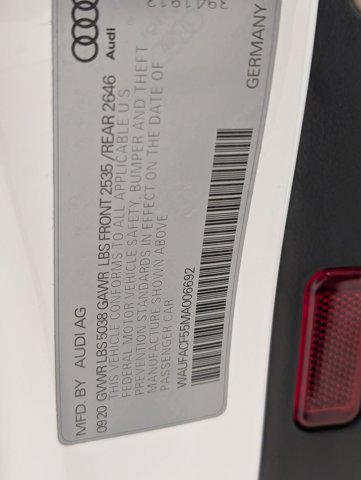 MFD. BY AUDI AG
Audi
09 20 GVWR LBS 5038 GAWR LBS FRONT 2535 /REAR 2646
THIS VEHICLE CONFORMS TO ALL APPLICABLE U S
FEDERAL MOTOR VEHICLE SAFETY, BUMPER AND THEFT
PREVENTION STANDARDS IN EFFECT ON THE DATE OF
MANUFACTURE SHOWN ABOVE
PASSENGER CAR
WAUFACF55MA006692
GERMANY